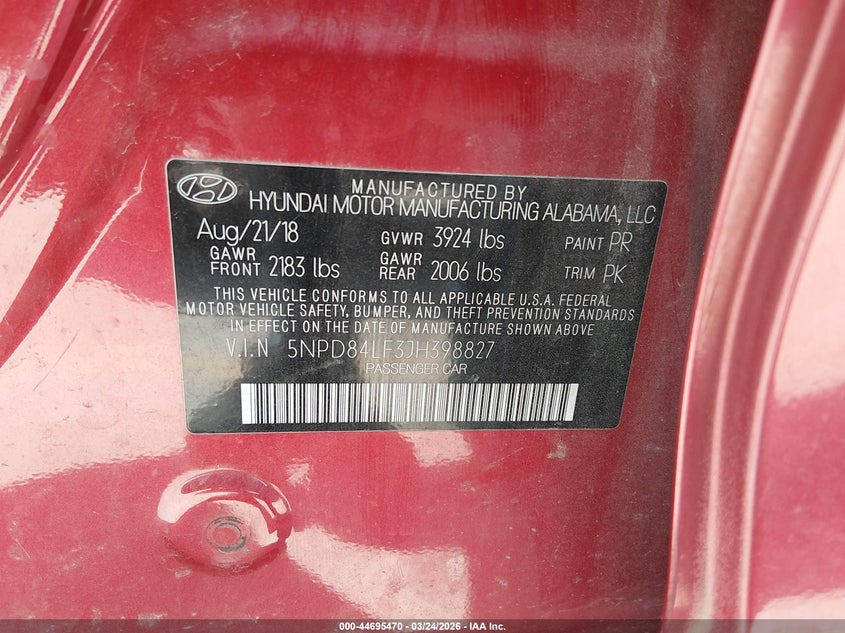 MANUFACTURED BY
HYUNDAI MOTOR MANUFACTURING ALABAMA, LLC
Aug/21/18 GVWR 3924 lbs PAINT PR
GAWR FRONT 2183 lbs GAWR REAR 2006 lbs TRIM PK
THIS VEHICLE CONFORMS TO ALL APPLICABLE U.S.A. FEDERAL
MOTOR VEHICLE SAFETY, BUMPER, AND THEFT PREVENTION STANDARDS
IN EFFECT ON THE DATE OF MANUFACTURE SHOWN ABOVE
V.I.N 5NPD84LF3JH398827
PASSENGER CAR
000-44695470 - 03/24/2026 - IAA Inc.